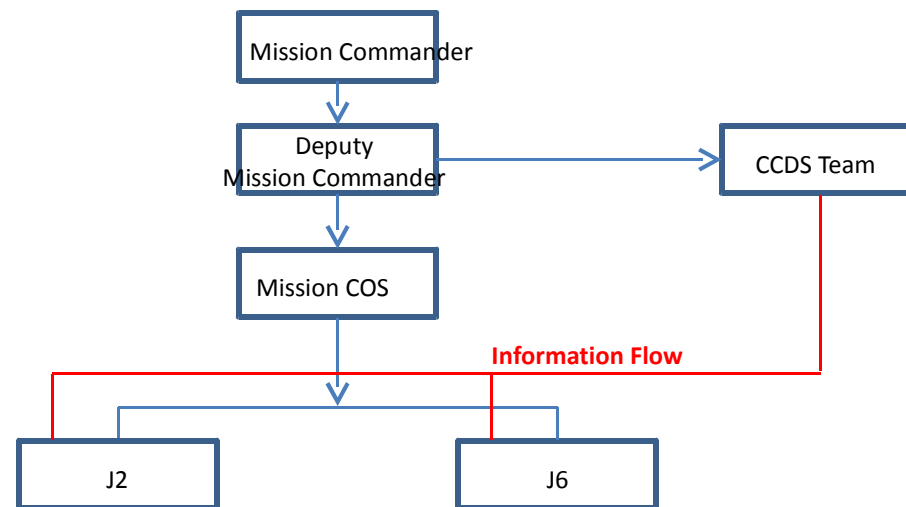 Mission Commander
Deputy
Mission Commander
CCDS Team
Mission COS
Information Flow
J2
J6